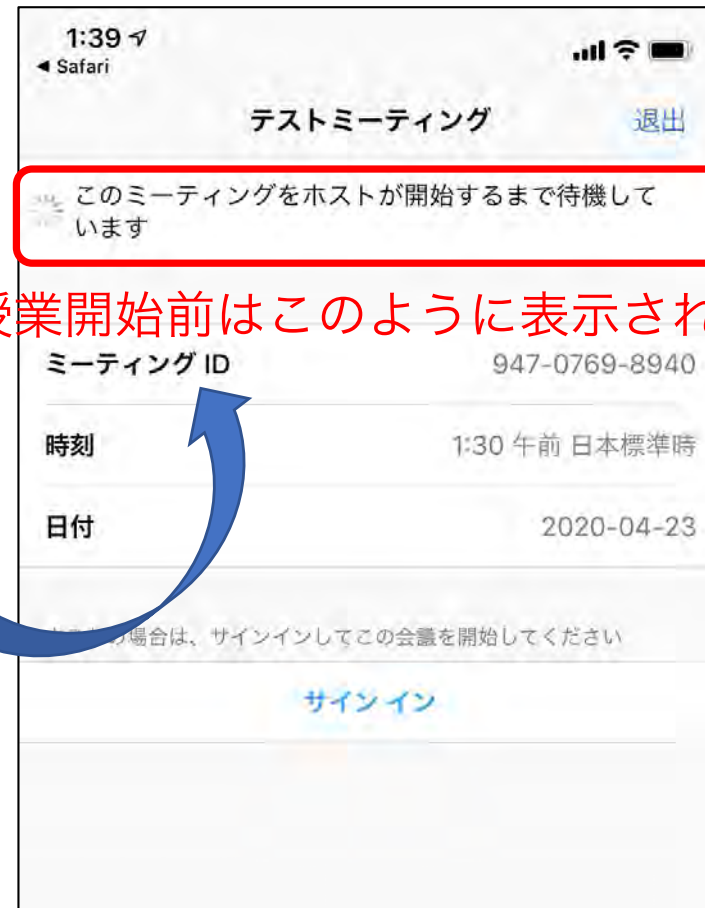 1:39
◀ Safari
テストミーティング 退出
このミーティングをホストが開始するまで待機して
います
業開始前はこのように表示され
ミーティング ID 947-0769-8940
時刻 1:30 午前 日本標準時
日付 2020-04-23
場合は、サインインしてこの会議を開始してください
サイン イン